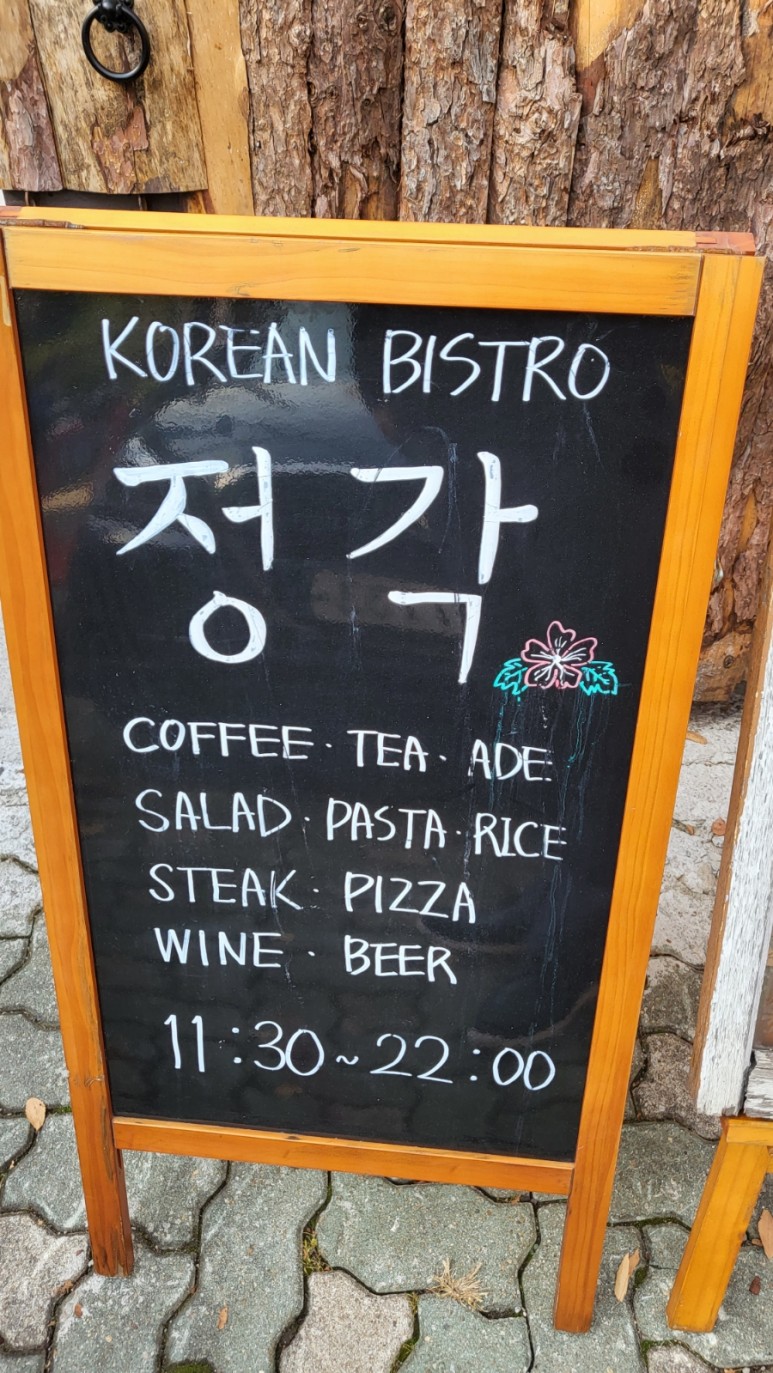 KOREAN BISTRO
정각
COFFEE · TEA · ADE
SALAD · PASTA · RICE
STEAK · PIZZA
WINE · BEER
11:30~22:00